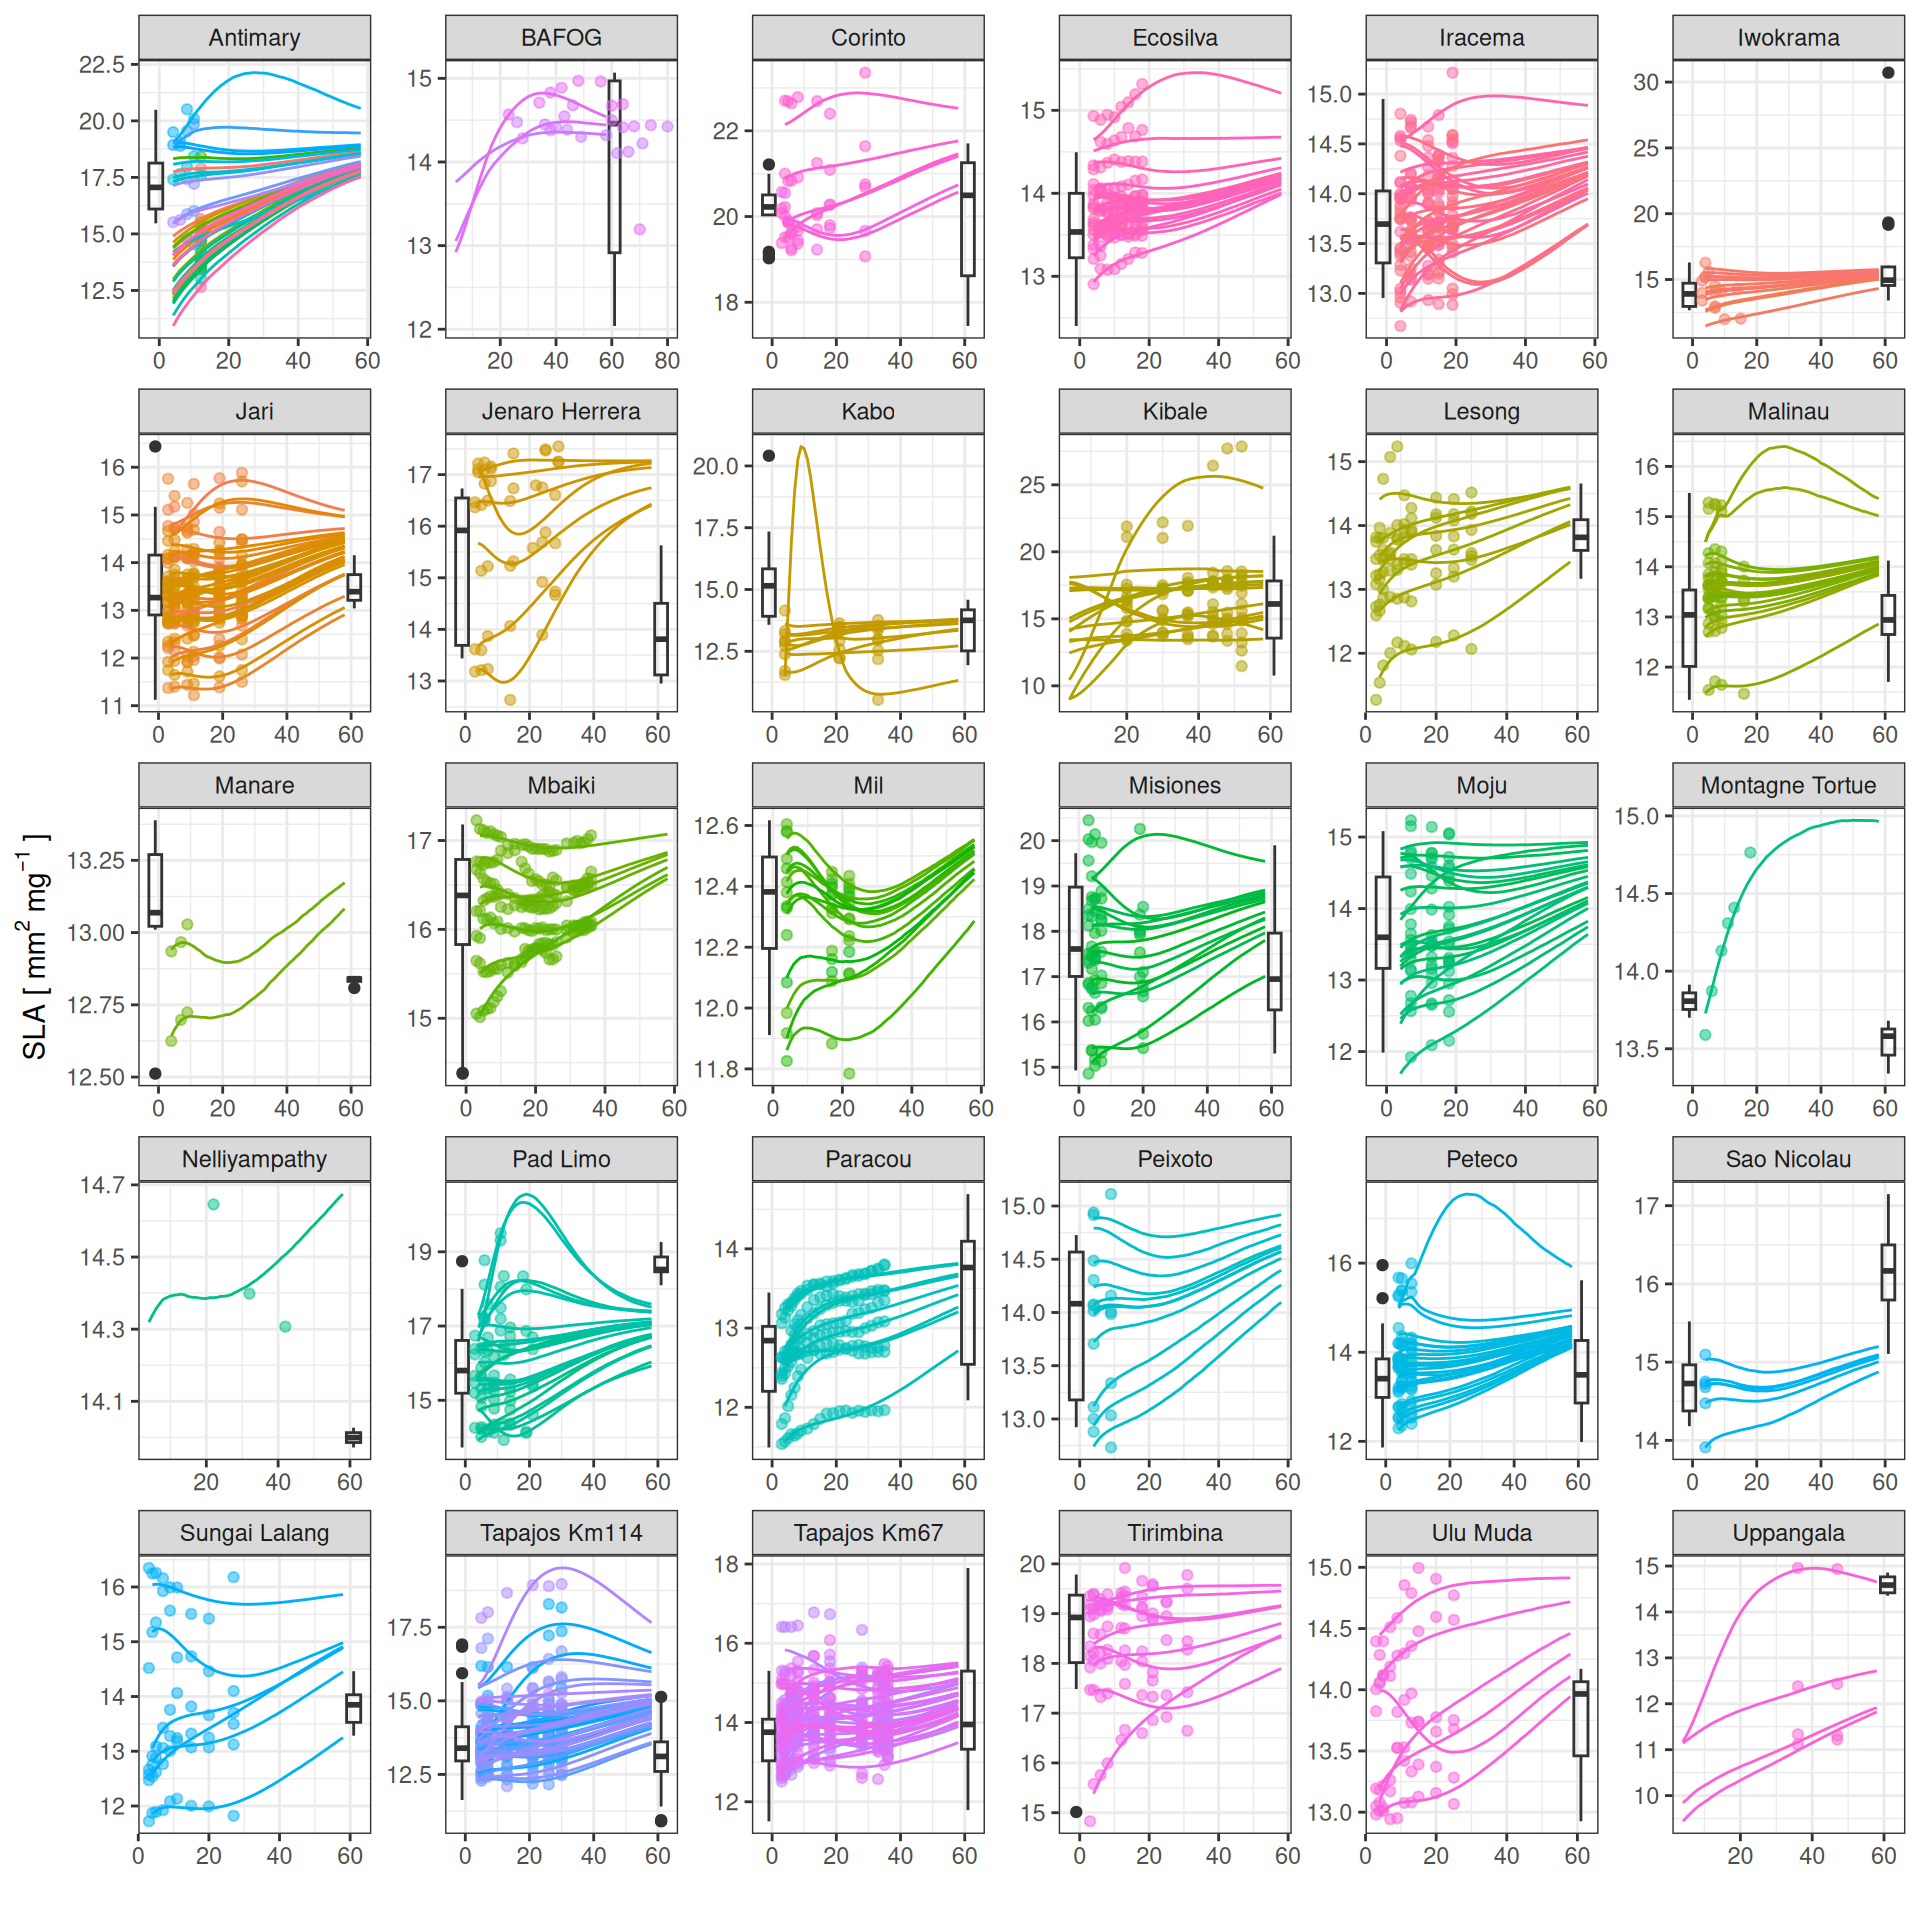 Antimary BAFOG Corinto Ecosilva Iracema Iwokrama
22.5 20.0 17.5 15.0 12.5
15 14 13 12
22 20 18
15 14 13
15.0 14.5 14.0 13.5 13.0
30 25 20 15
0 20 40 60 20 40 60 80 0 20 40 60 0 20 40 60 0 20 40 60 0 20 40 60
Jari Jenaro Herrera Kabo Kibale Lesong Malinau
16 15 14 13 12 11
17 16 15 14 13
20.0 17.5 15.0 12.5
25 20 15 10
15 14 13 12
16 15 14 13 12
0 20 40 60 0 20 40 60 0 20 40 60 20 40 60 0 20 40 60 0 20 40 60
SLA [ mm² mg⁻¹ ]
Manare Mbaiki Mil Misiones Moju Montagne Tortue
13.25 13.00 12.75 12.50
17 16 15
12.6 12.4 12.2 12.0 11.8
20 19 18 17 16 15
15 14 13 12
15.0 14.5 14.0 13.5
0 20 40 60 0 20 40 60 0 20 40 60 0 20 40 60 0 20 40 60 0 20 40 60
Nelliyampathy Pad Limo Paracou Peixoto Peteco Sao Nicolau
14.7 14.5 14.3 14.1
19 17 15
14 13 12
15.0 14.5 14.0 13.5 13.0
16 14 12
17 16 15 14
20 40 60 0 20 40 60 0 20 40 60 0 20 40 60 0 20 40 60 0 20 40 60
Sungai Lalang Tapajos Km114 Tapajos Km67 Tirimbina Ulu Muda Uppangala
16 15 14 13 12
17.5 15.0 12.5
18 16 14 12
20 19 18 17 16 15
15.0 14.5 14.0 13.5 13.0
15 14 13 12 11 10
0 20 40 60 0 20 40 60 0 20 40 60 0 20 40 60 0 20 40 60 20 40 60